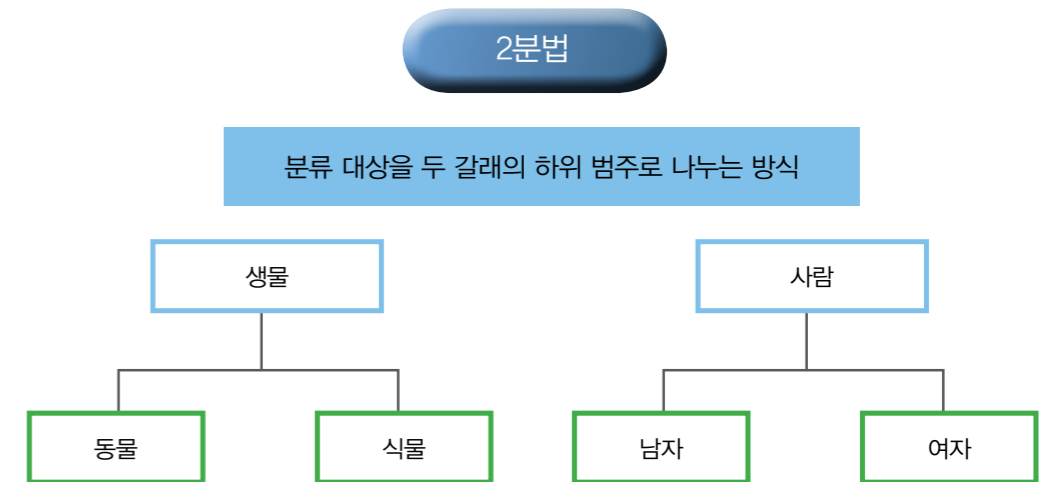 2분법
분류 대상을 두 갈래의 하위 범주로 나누는 방식
생물
사람
동물
식물
남자
여자